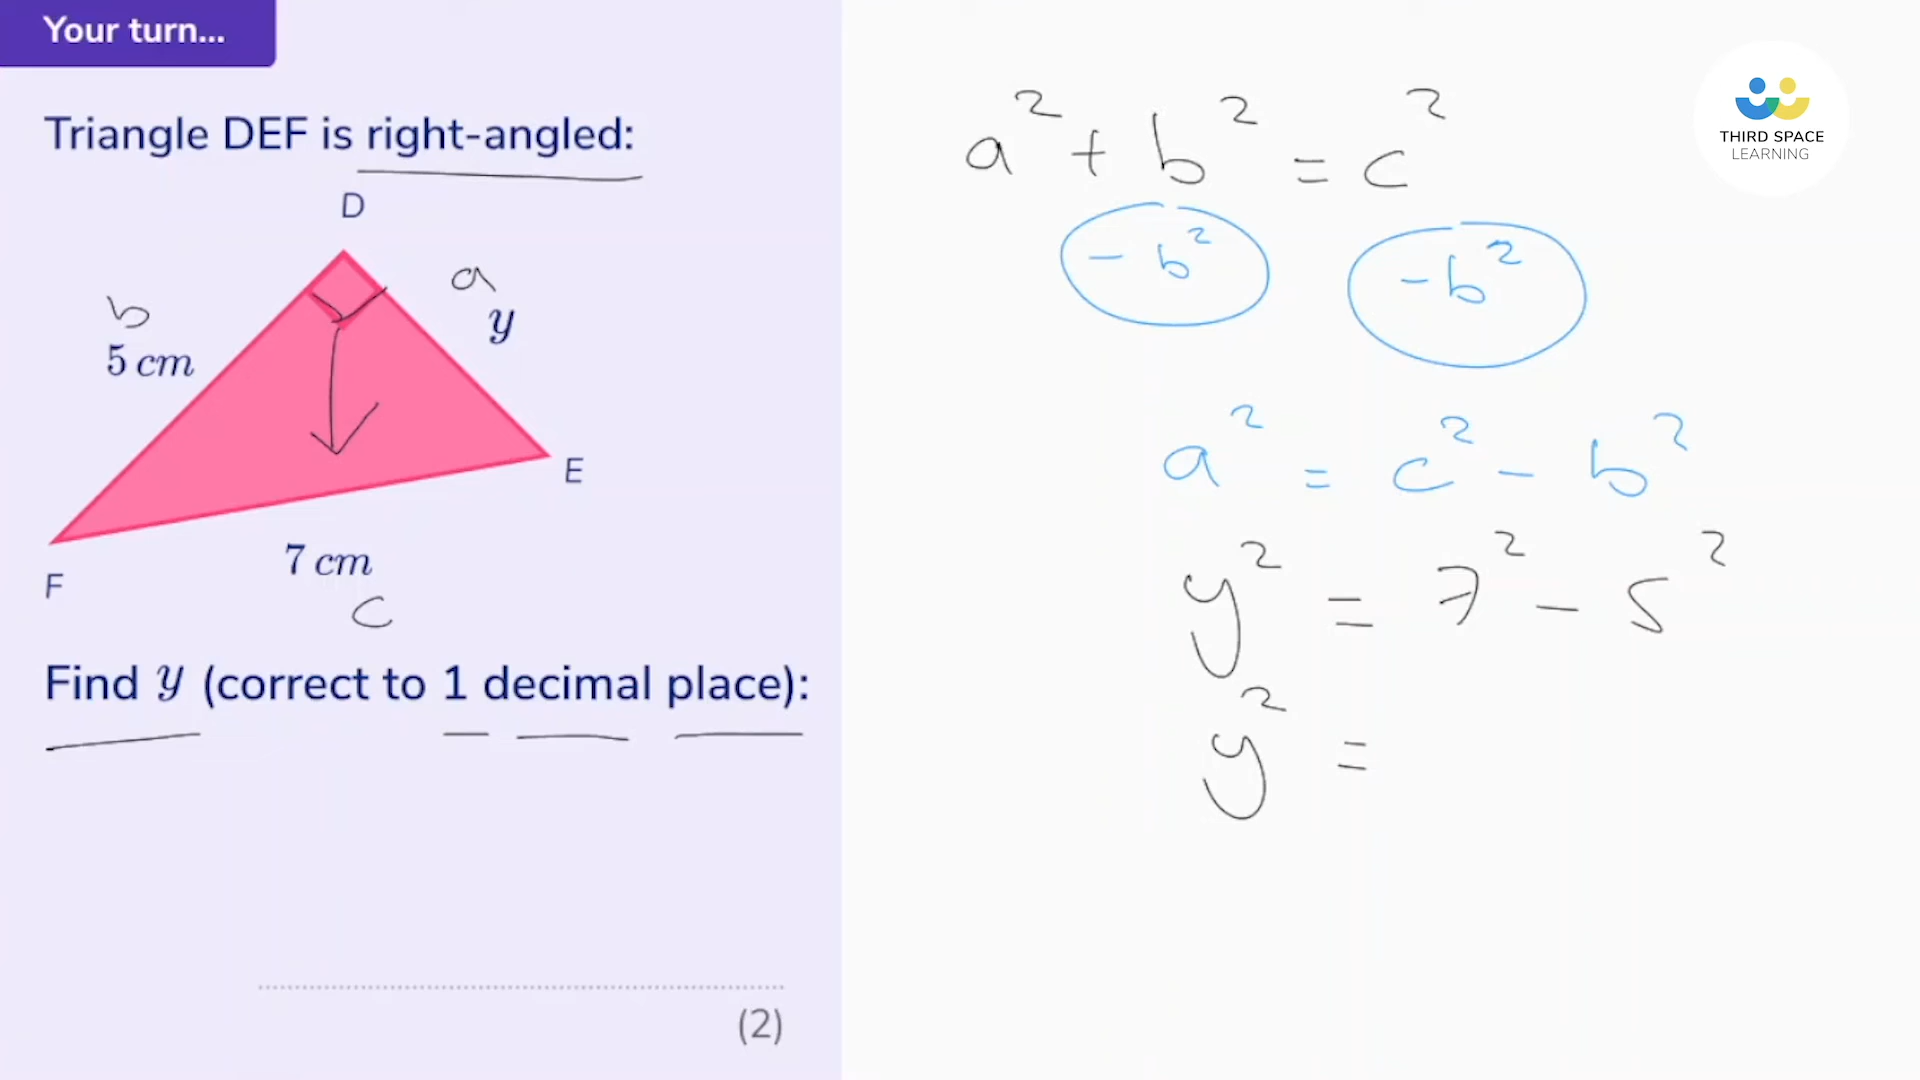 Your turn...
Triangle DEF is right-angled:
D
a
y
b
5 cm
E
7 cm
F
c
Find y (correct to 1 decimal place):
(2)
a² + b² = c²
- b² - b²
a² = c² - b²
y² = 7² - 5²
y² =
THIRD SPACE
LEARNING